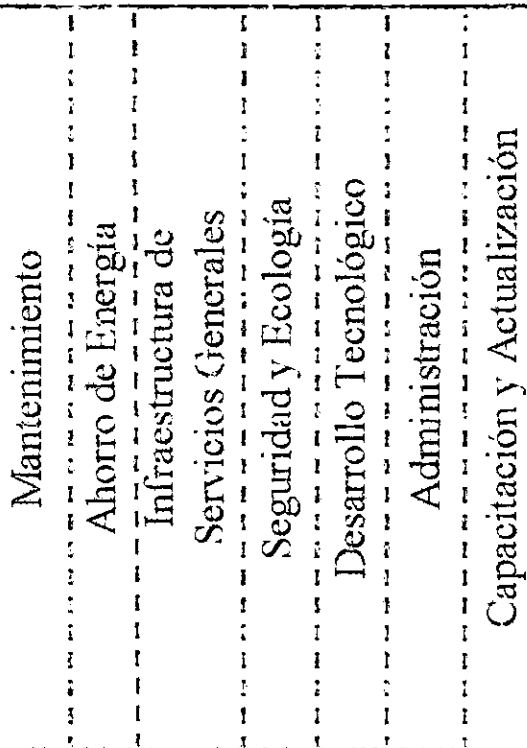 Mantenimiento
Ahorro de Energía
Infraestructura de
Servicios Generales
Seguridad y Ecología
Desarrollo Tecnológico
Administración
Capacitación y Actualización